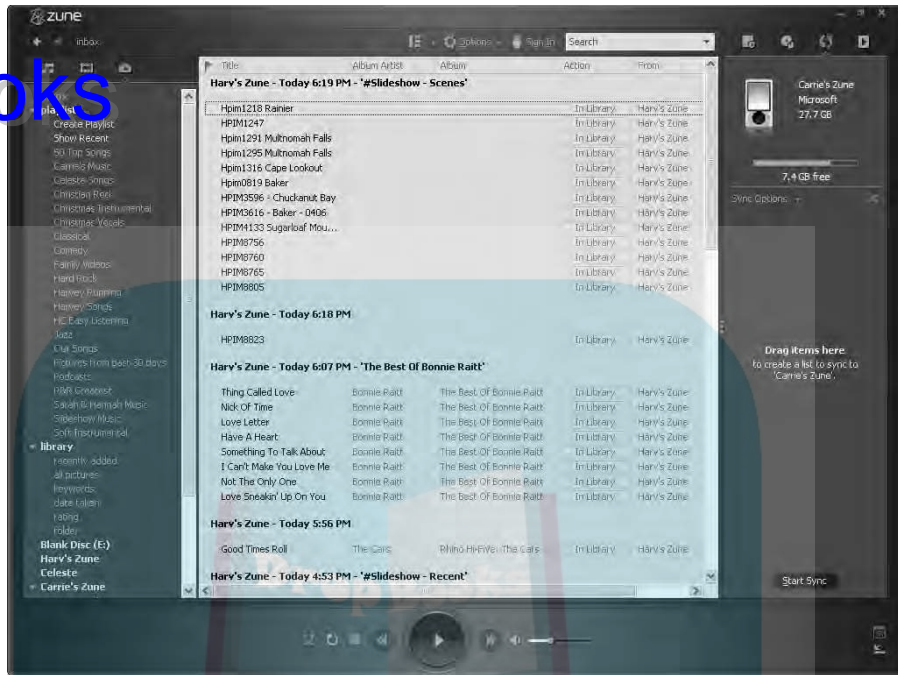 zune
inbox
Options
Sign In
Search
Title Album Artist Album Action From
ooks
playlists
Create Playlist
Show Recent
50 Top Songs
Carrie's Music
Celeste Songs
Christian Rock
Christmas Instrumental
Christmas Vocals
Classical
Comedy
Family Videos
Hard Rock
Harvey Running
Harvey Songs
HC Easy Listening
Jazz
Our Songs
Pictures from past 30 days
Podcasts
R&R Greatest
Sarah & Hannah Music
Slideshow Music
Soft Instrumental
library
recently added
all pictures
keywords
date taken
rating
folder
Blank Disc (E:)
Harv's Zune
Celeste
Carrie's Zune
Harv's Zune - Today 6:19 PM - '#Slideshow - Scenes'
Hpim1218 Rainier In Library Harv's Zune
HPIM1247 In Library Harv's Zune
Hpim1291 Multnomah Falls In Library Harv's Zune
Hpim1295 Multnomah Falls In Library Harv's Zune
Hpim1316 Cape Lookout In Library Harv's Zune
Hpim0819 Baker In Library Harv's Zune
HPIM3596 - Chuckanut Bay In Library Harv's Zune
HPIM3616 - Baker - 0406 In Library Harv's Zune
HPIM4133 Sugarloaf Mou... In Library Harv's Zune
HPIM8756 In Library Harv's Zune
HPIM8760 In Library Harv's Zune
HPIM8765 In Library Harv's Zune
HPIM8805 In Library Harv's Zune
Harv's Zune - Today 6:18 PM
HPIM8823 In Library Harv's Zune
Harv's Zune - Today 6:07 PM - 'The Best Of Bonnie Raitt'
Thing Called Love Bonnie Raitt The Best Of Bonnie Raitt In Library Harv's Zune
Nick Of Time Bonnie Raitt The Best Of Bonnie Raitt In Library Harv's Zune
Love Letter Bonnie Raitt The Best Of Bonnie Raitt In Library Harv's Zune
Have A Heart Bonnie Raitt The Best Of Bonnie Raitt In Library Harv's Zune
Something To Talk About Bonnie Raitt The Best Of Bonnie Raitt In Library Harv's Zune
I Can't Make You Love Me Bonnie Raitt The Best Of Bonnie Raitt In Library Harv's Zune
Not The Only One Bonnie Raitt The Best Of Bonnie Raitt In Library Harv's Zune
Love Sneakin' Up On You Bonnie Raitt The Best Of Bonnie Raitt In Library Harv's Zune
Harv's Zune - Today 5:56 PM
Good Times Roll The Cars Rhino Hi-Five: The Cars In Library Harv's Zune
Harv's Zune - Today 4:53 PM - '#Slideshow - Recent'
Carrie's Zune
Microsoft
27.7 GB
7.4 GB free
Sync Options
Drag items here
to create a list to sync to
'Carrie's Zune'.
Start Sync